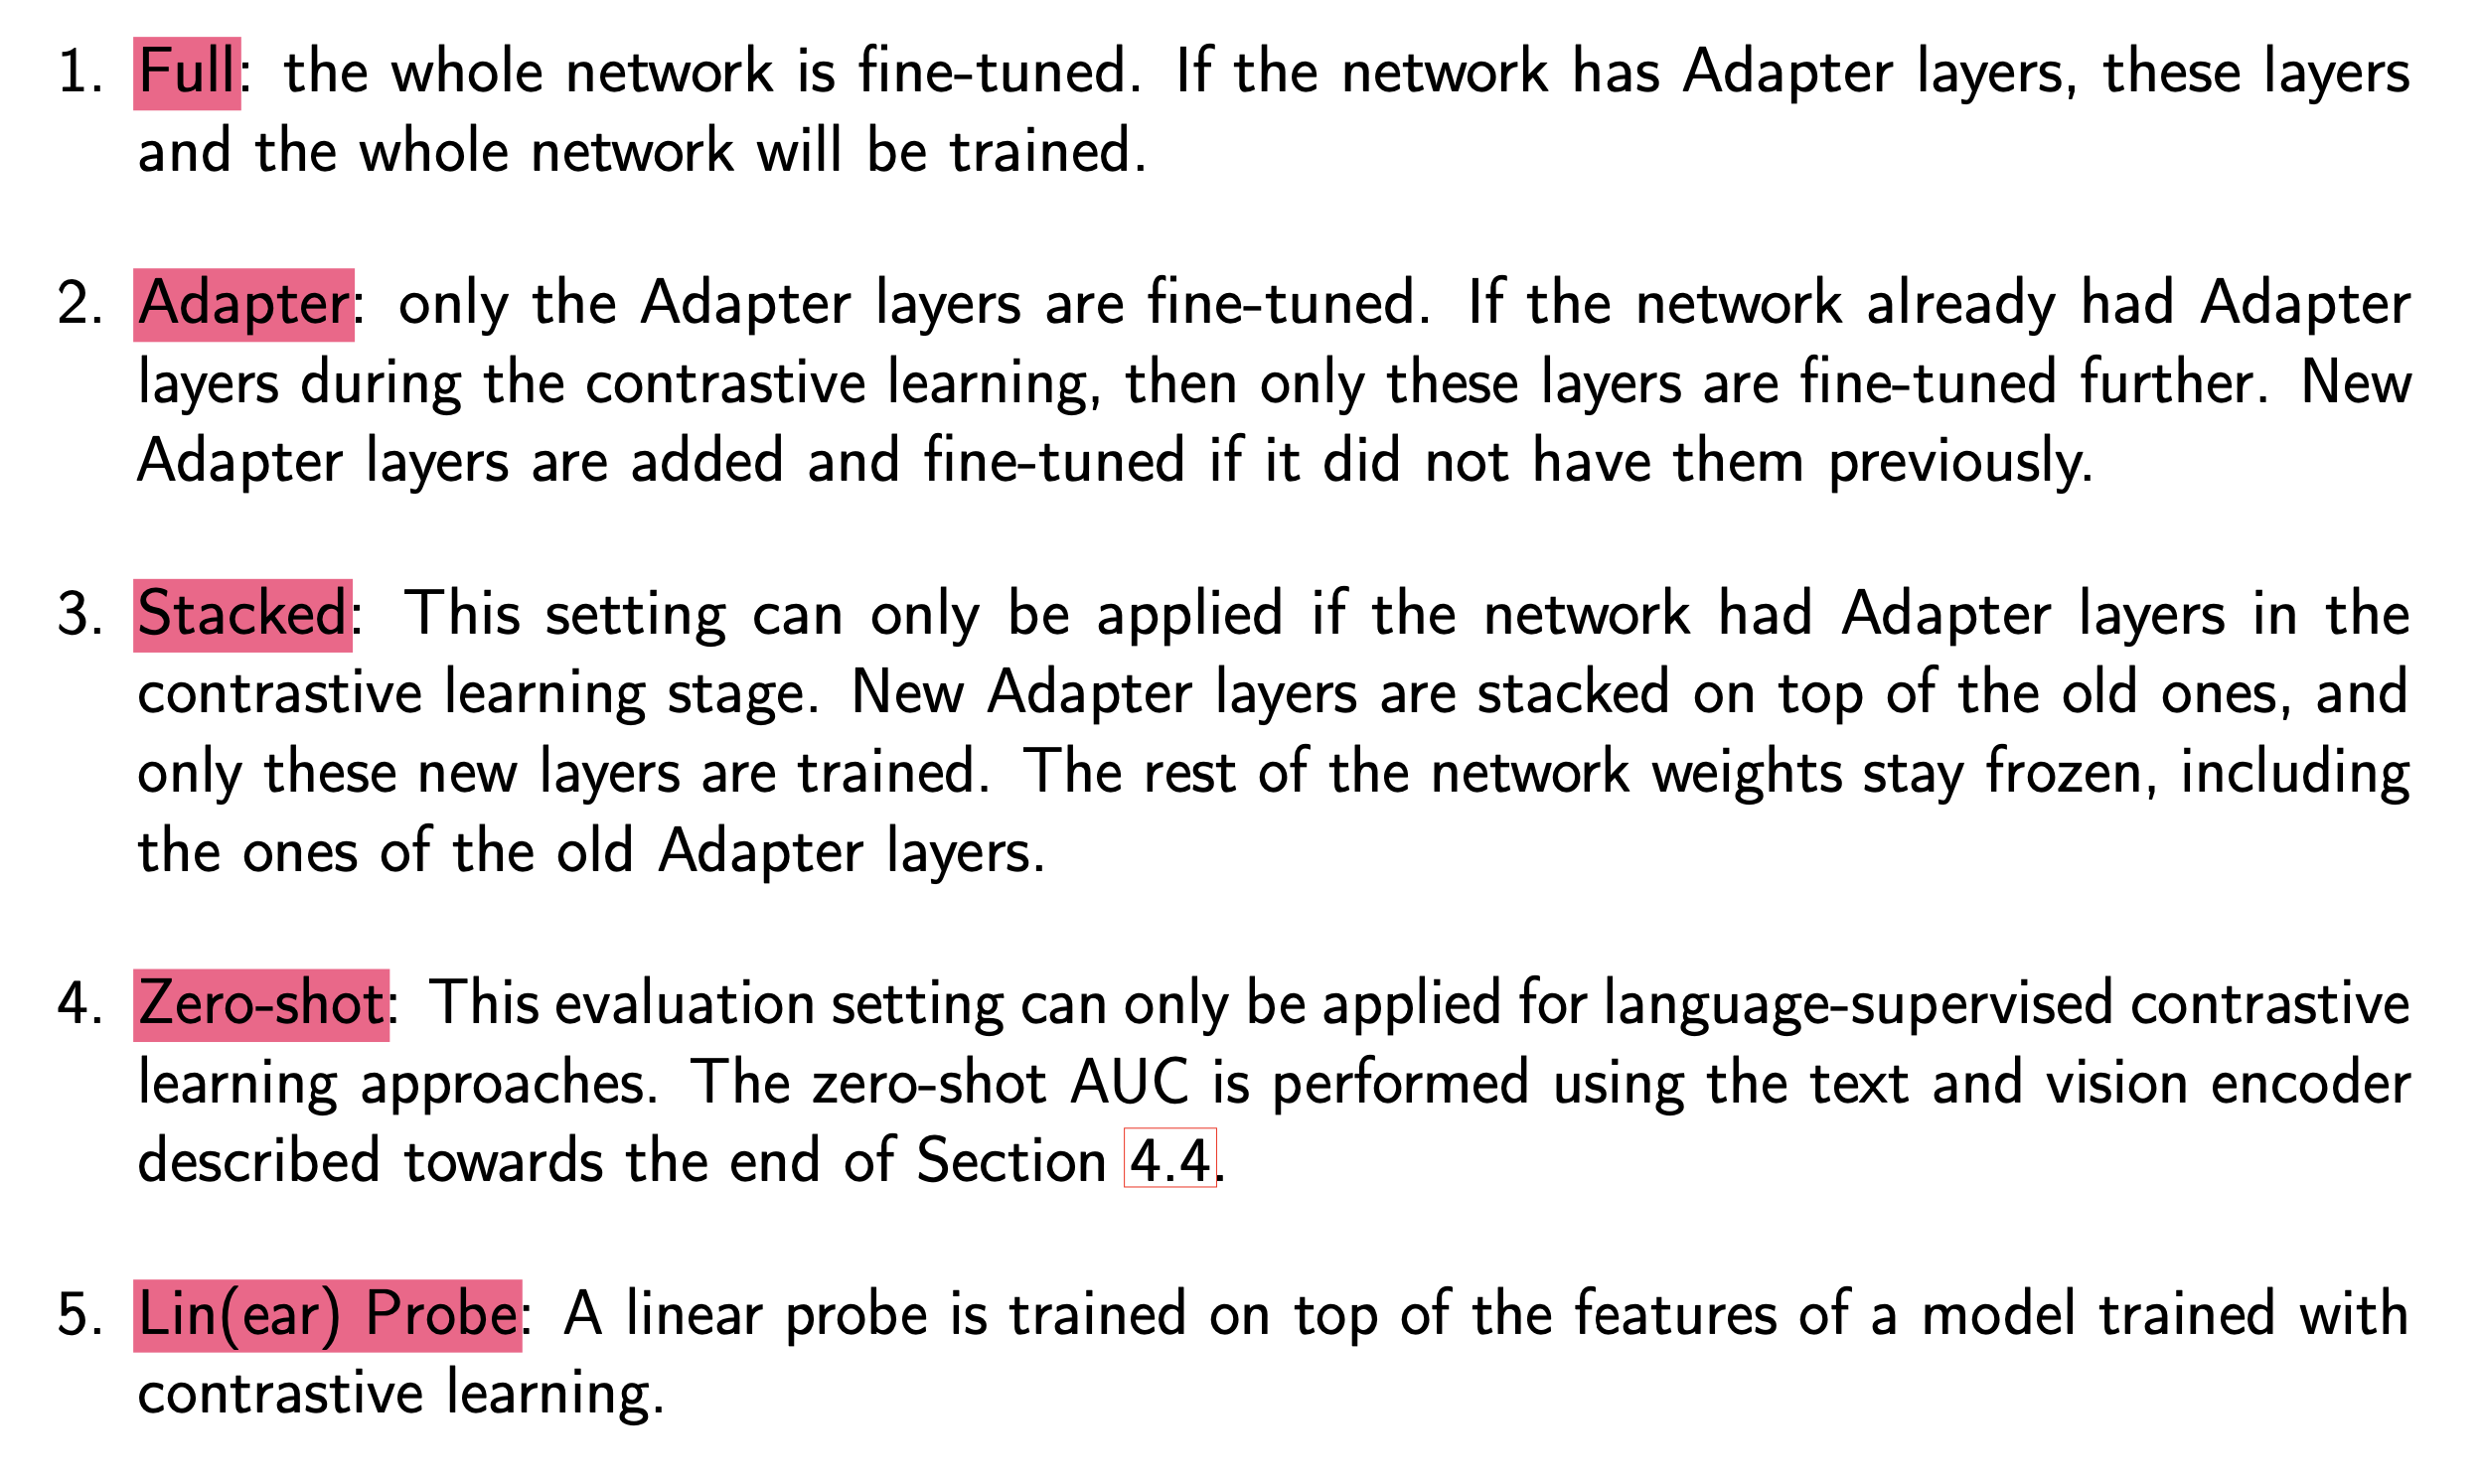 1. Full: the whole network is fine-tuned. If the network has Adapter layers, these layers
and the whole network will be trained.
2. Adapter: only the Adapter layers are fine-tuned. If the network already had Adapter
layers during the contrastive learning, then only these layers are fine-tuned further. New
Adapter layers are added and fine-tuned if it did not have them previously.
3. Stacked: This setting can only be applied if the network had Adapter layers in the
contrastive learning stage. New Adapter layers are stacked on top of the old ones, and
only these new layers are trained. The rest of the network weights stay frozen, including
the ones of the old Adapter layers.
4. Zero-shot: This evaluation setting can only be applied for language-supervised contrastive
learning approaches. The zero-shot AUC is performed using the text and vision encoder
described towards the end of Section 4.4.
5. Lin(ear) Probe: A linear probe is trained on top of the features of a model trained with
contrastive learning.